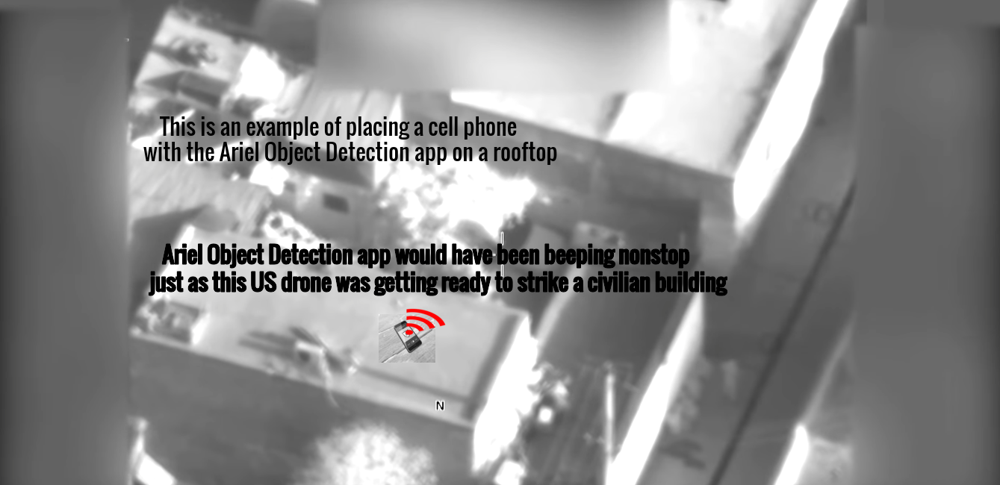 This is an example of placing a cell phone
with the Ariel Object Detection app on a rooftop
Ariel Object Detection app would have been beeping nonstop
just as this US drone was getting ready to strike a civilian building
N